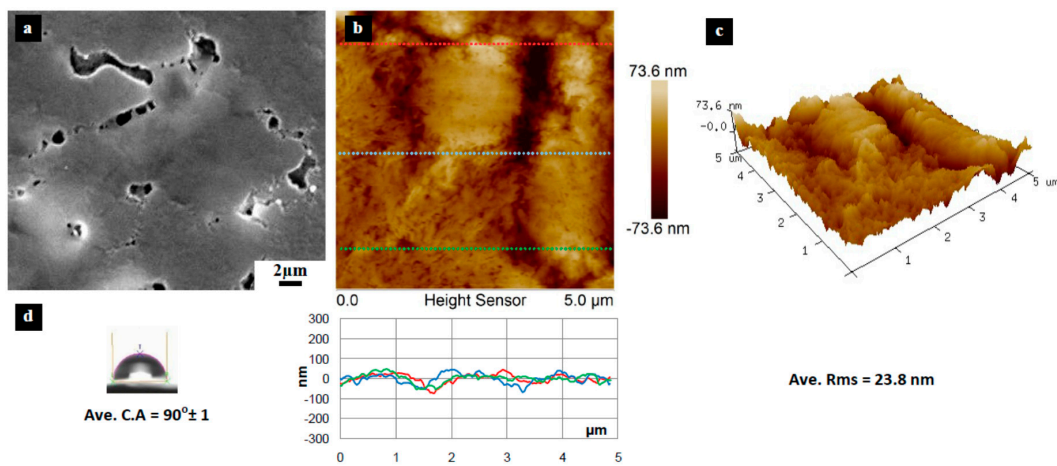 a
b
c
2µm
73.6 nm
-73.6 nm
0.0 Height Sensor 5.0 µm
73.6 nm
-0.0
5 um
4
3
2
1
5 um
4
3
2
1
d
Ave. C.A = 90°± 1
300
200
100
0
-100
-200
-300
nm
µm
0 1 2 3 4 5
Ave. Rms = 23.8 nm